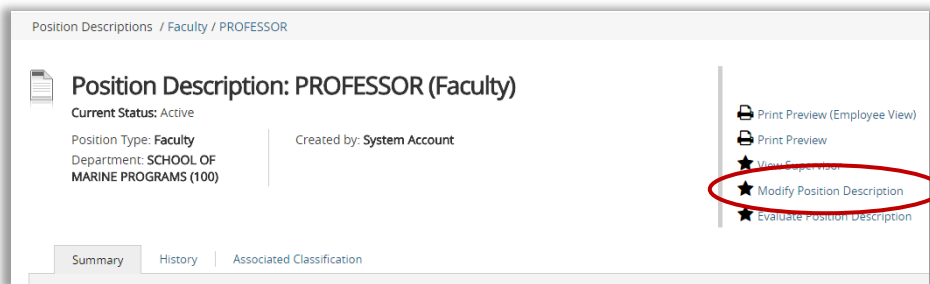 Position Descriptions / Faculty / PROFESSOR
Position Description: PROFESSOR (Faculty)
Current Status: Active
Position Type: Faculty
Created by: System Account
Department: SCHOOL OF
MARINE PROGRAMS (100)
Print Preview (Employee View)
Print Preview
View Supervisor
Modify Position Description
Evaluate Position Description
Summary
History
Associated Classification